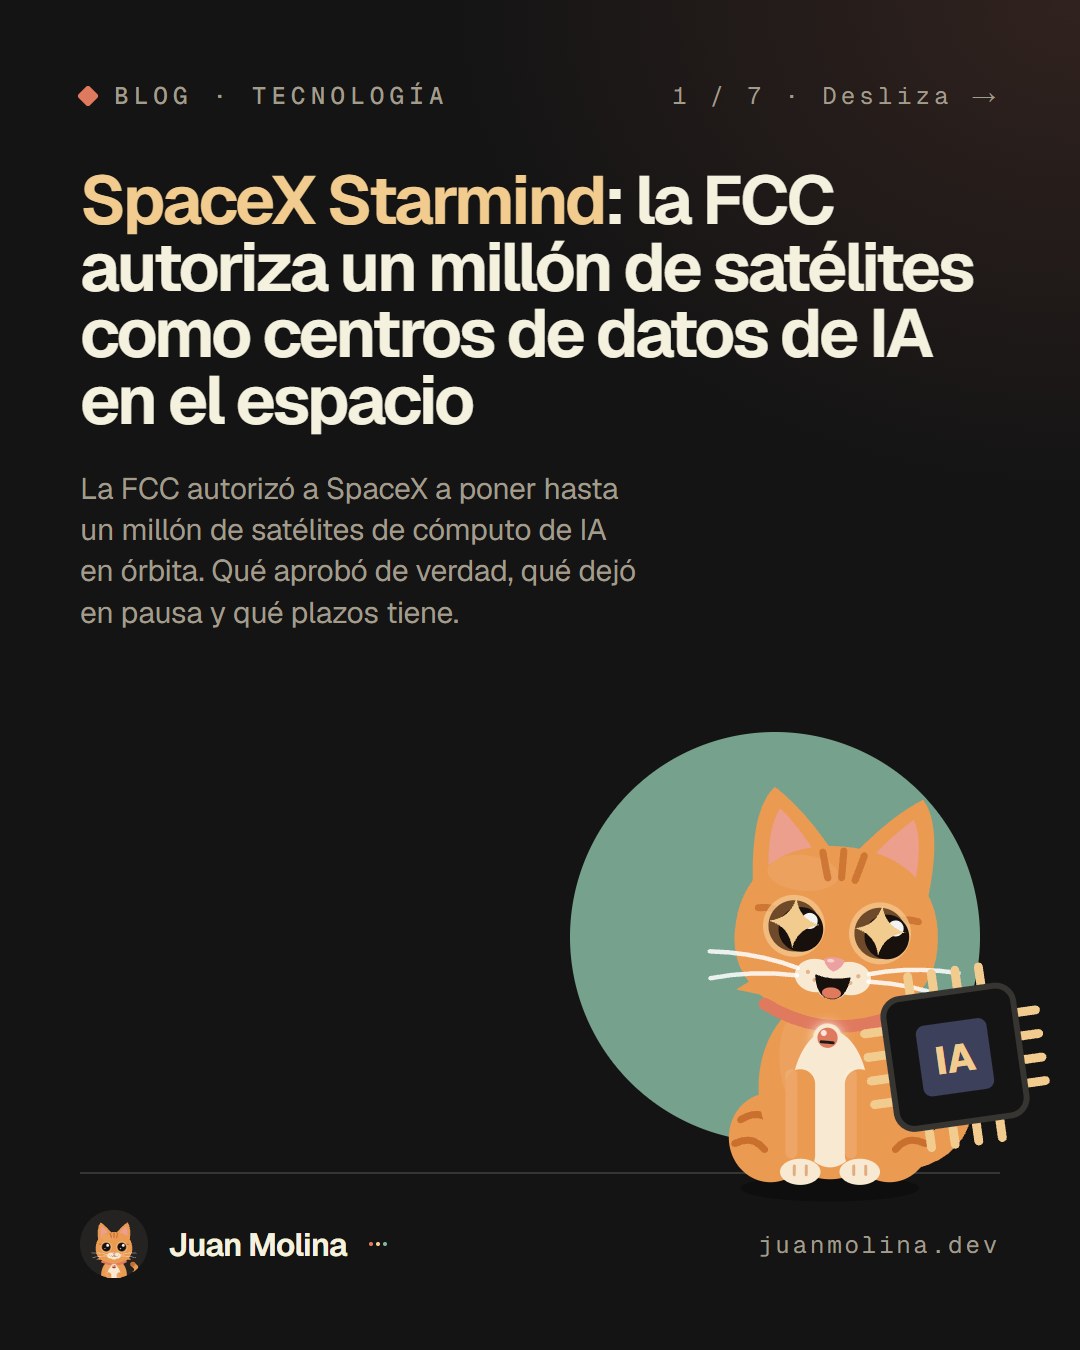 BLOG · TECNOLOGÍA
1 / 7 · Desliza →
SpaceX Starmind: la FCC
autoriza un millón de satélites
como centros de datos de IA
en el espacio
La FCC autorizó a SpaceX a poner hasta
un millón de satélites de cómputo de IA
en órbita. Qué aprobó de verdad, qué dejó
en pausa y qué plazos tiene.
IA
Juan Molina
juanmolina.dev